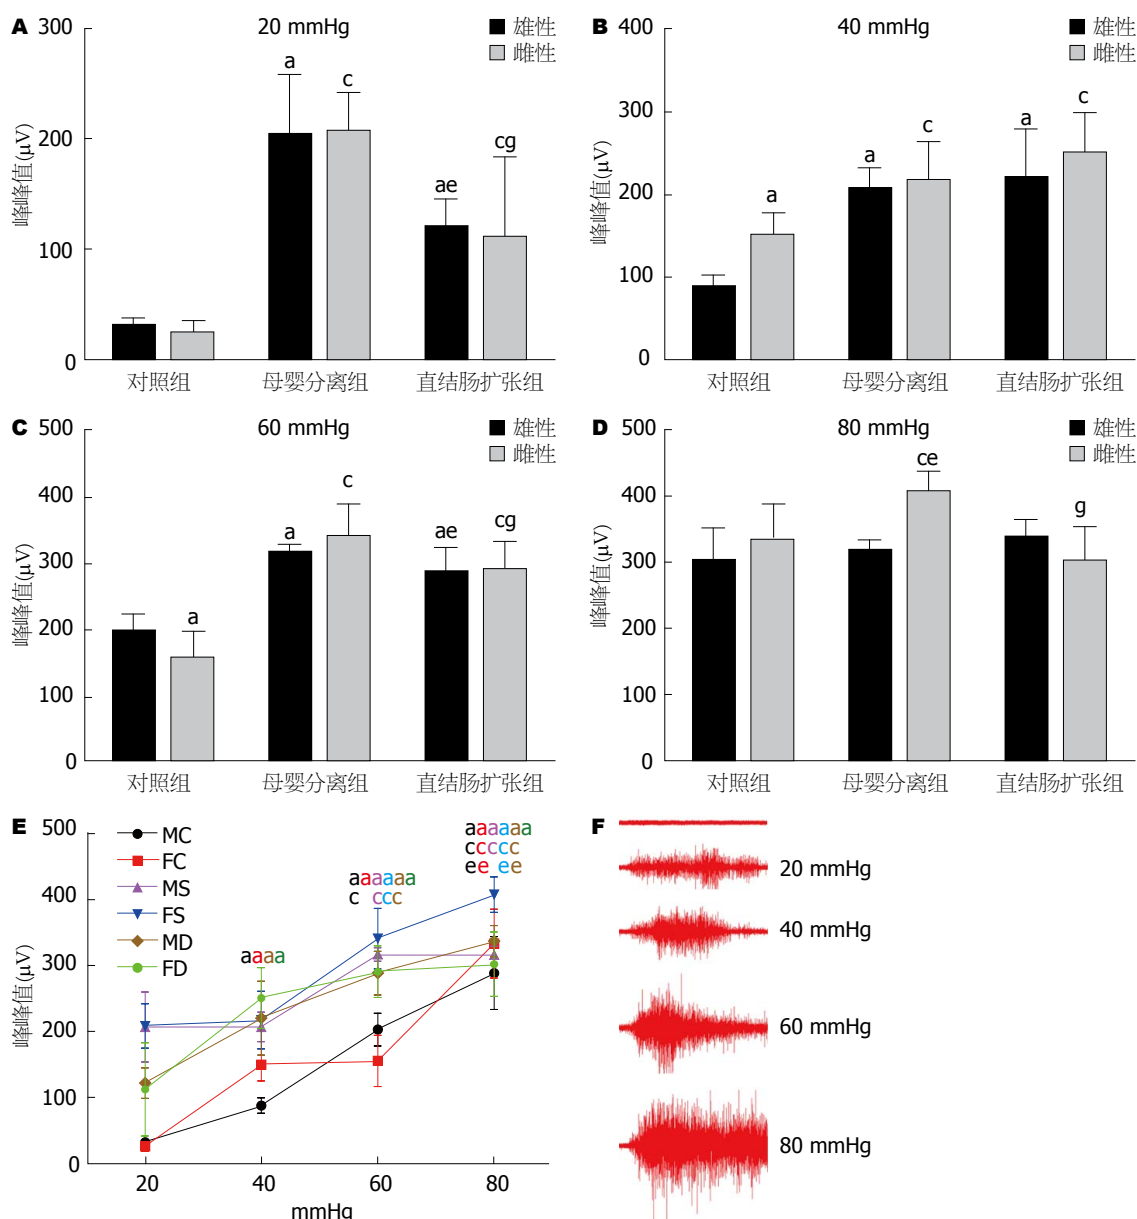 A 20 mmHg
雄性
雌性
峰峰值(μV)
300
200
100
0
a
c
ae
cg
对照组 母婴分离组 直结肠扩张组
B 40 mmHg
雄性
雌性
峰峰值(μV)
400
300
200
100
0
a
a
c
a
c
对照组 母婴分离组 直结肠扩张组
C 60 mmHg
雄性
雌性
峰峰值(μV)
500
400
300
200
100
0
a
a
c
ae
cg
对照组 母婴分离组 直结肠扩张组
D 80 mmHg
雄性
雌性
峰峰值(μV)
500
400
300
200
100
0
ce
g
对照组 母婴分离组 直结肠扩张组
E
MC
FC
MS
FS
MD
FD
峰峰值(μV)
500
400
300
200
100
0
aaaa
aaaaaa
c ccc
aaaaaa
ccccc
ee ee
20 40 60 80
mmHg
F
20 mmHg
40 mmHg
60 mmHg
80 mmHg